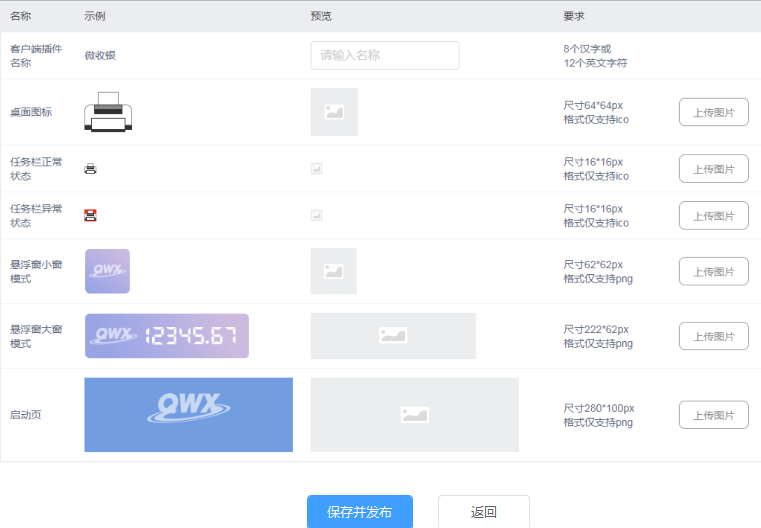 名称 示例 预览 要求
客户端插件
名称
微收银
请输入名称
8个汉字或
12个英文字符
桌面图标
尺寸64*64px
格式仅支持ico
上传图片
任务栏正常
状态
尺寸16*16px
格式仅支持ico
上传图片
任务栏异常
状态
尺寸16*16px
格式仅支持ico
上传图片
悬浮窗小窗
模式
QWX
尺寸62*62px
格式仅支持png
上传图片
悬浮窗大窗
模式
QWX 12345.67
尺寸222*62px
格式仅支持png
上传图片
启动页
QWX
尺寸280*100px
格式仅支持png
上传图片
保存并发布 返回